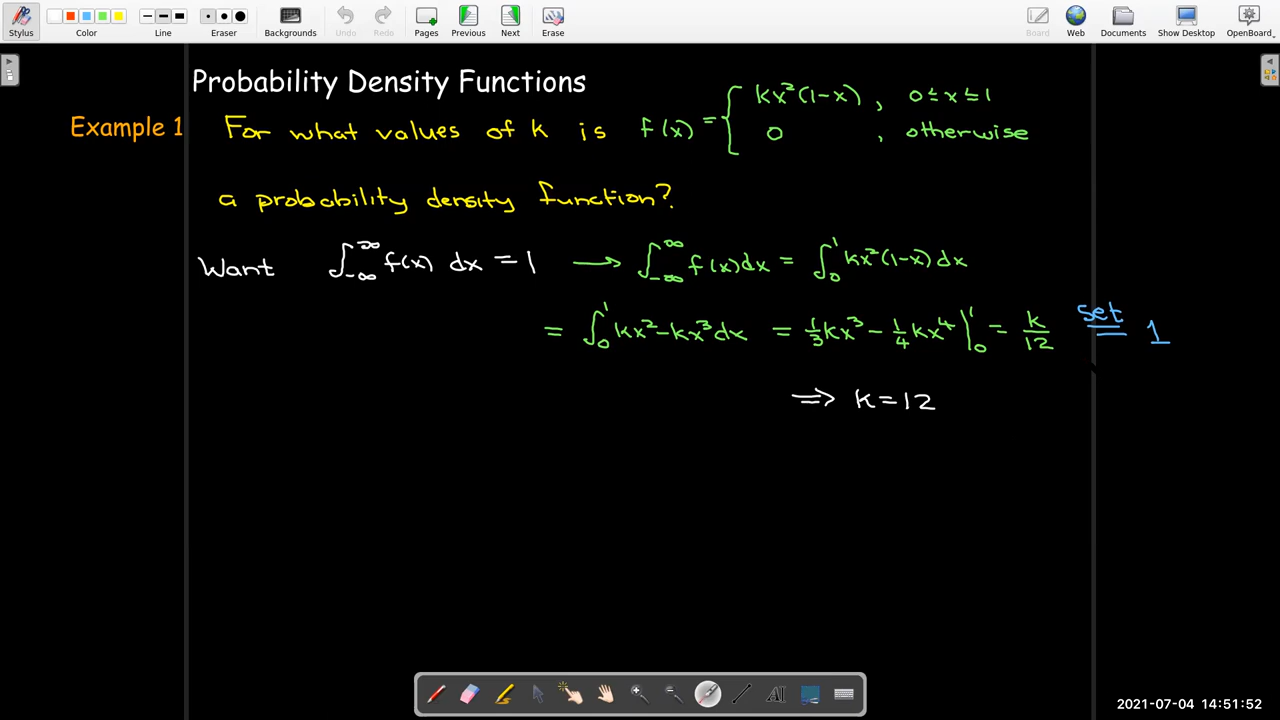 Stylus Color Line Eraser Backgrounds Undo Redo Pages Previous Next Erase Board Web Documents Show Desktop OpenBoard
Probability Density Functions
Example 1 For what values of k is f(x) = { kx²(1-x) , 0≤x≤1
0 , otherwise
a probability density function?
Want ∫_{-∞}^{∞} f(x) dx = 1 → ∫_{-∞}^{∞} f(x)dx = ∫_0^1 kx²(1-x)dx
= ∫_0^1 kx²-kx³dx = 1/3 kx³ - 1/4 kx⁴ |_0^1 = k/12 set = 1
⇒ k=12
AI
2021-07-04 14:51:52